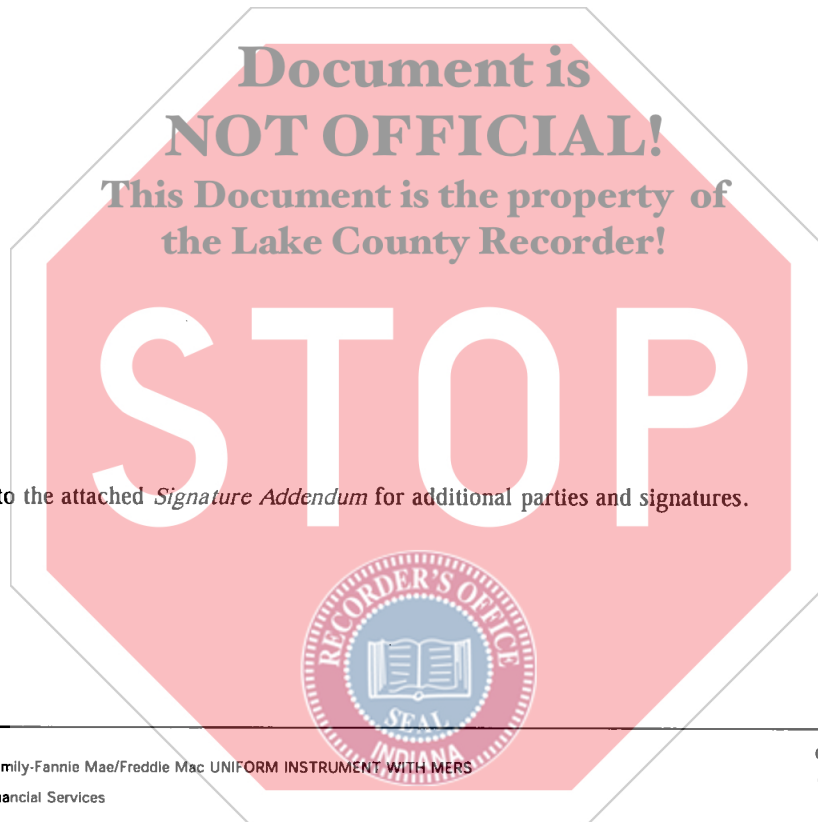 Document is
NOT OFFICIAL!
This Document is the property of
the Lake County Recorder!
STOP
to the attached Signature Addendum for additional parties and signatures.
RECORDER'S OFFICE
SEAL
INDIANA
mily-Fannie Mae/Freddie Mac UNIFORM INSTRUMENT WITH MERS
ancial Services